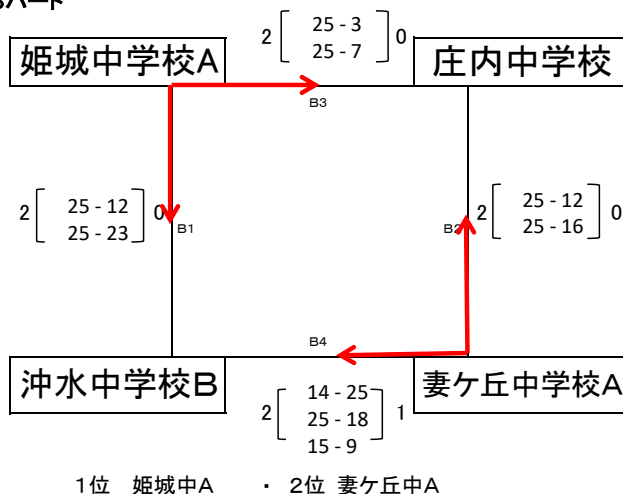 パート
2 [ 25 - 3 ] 0
25 - 7
姫城中学校A
庄内中学校
B3
2 [ 25 - 12 ] 0
25 - 23
B1
B2
2 [ 25 - 12 ] 0
25 - 16
B4
沖水中学校B
妻ケ丘中学校A
14 - 25
2 [ 25 - 18 ] 1
15 - 9
1位 姫城中A ・ 2位 妻ケ丘中A